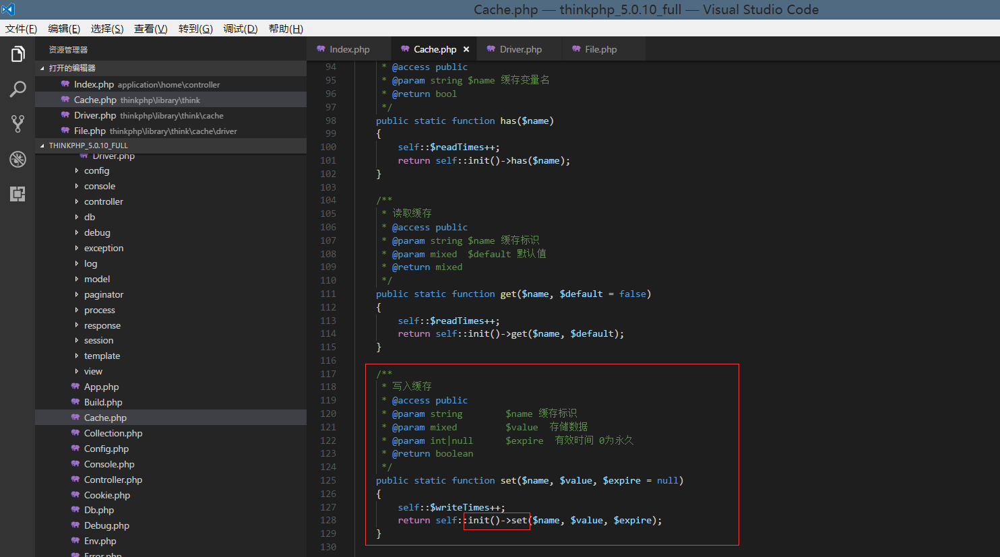 Cache.php — thinkphp_5.0.10_full — Visual Studio Code
文件(F) 编辑(E) 选择(S) 查看(V) 转到(G) 调试(D) 帮助(H)
资源管理器
打开的编辑器
Index.php application\home\controller
Cache.php thinkphp\library\think
Driver.php thinkphp\library\think\cache
File.php thinkphp\library\think\cache\driver
THINKPHP_5.0.10_FULL
Driver.php
config
console
controller
db
debug
exception
log
model
paginator
process
response
session
template
view
App.php
Build.php
Cache.php
Collection.php
Config.php
Console.php
Controller.php
Cookie.php
Db.php
Debug.php
Env.php
Error.php
Index.php Cache.php × Driver.php File.php
94 * @access public
95 * @param string $name 缓存变量名
96 * @return bool
97 */
98 public static function has($name)
99 {
100 self::$readTimes++;
101 return self::init()->has($name);
102 }
103
104 /**
105 * 读取缓存
106 * @access public
107 * @param string $name 缓存标识
108 * @param mixed  $default 默认值
109 * @return mixed
110 */
111 public static function get($name, $default = false)
112 {
113 self::$readTimes++;
114 return self::init()->get($name, $default);
115 }
116
117 /**
118 * 写入缓存
119 * @access public
120 * @param string        $name 缓存标识
121 * @param mixed         $value  存储数据
122 * @param int|null      $expire  有效时间 0为永久
123 * @return boolean
124 */
125 public static function set($name, $value, $expire = null)
126 {
127 self::$writeTimes++;
128 return self::init()->set($name, $value, $expire);
129 }
130